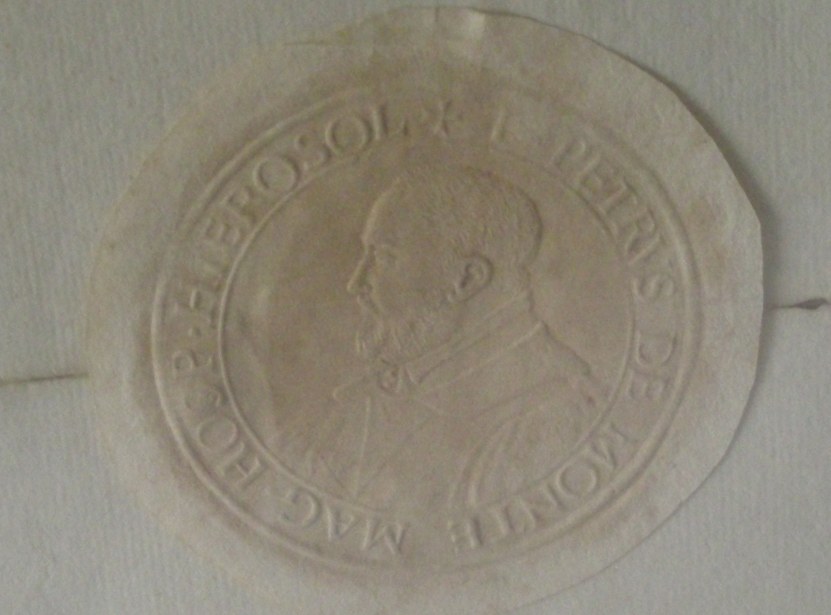 ✶ F · PETRVS DE MONTE MAG · HOSP · HIEROSOL ·